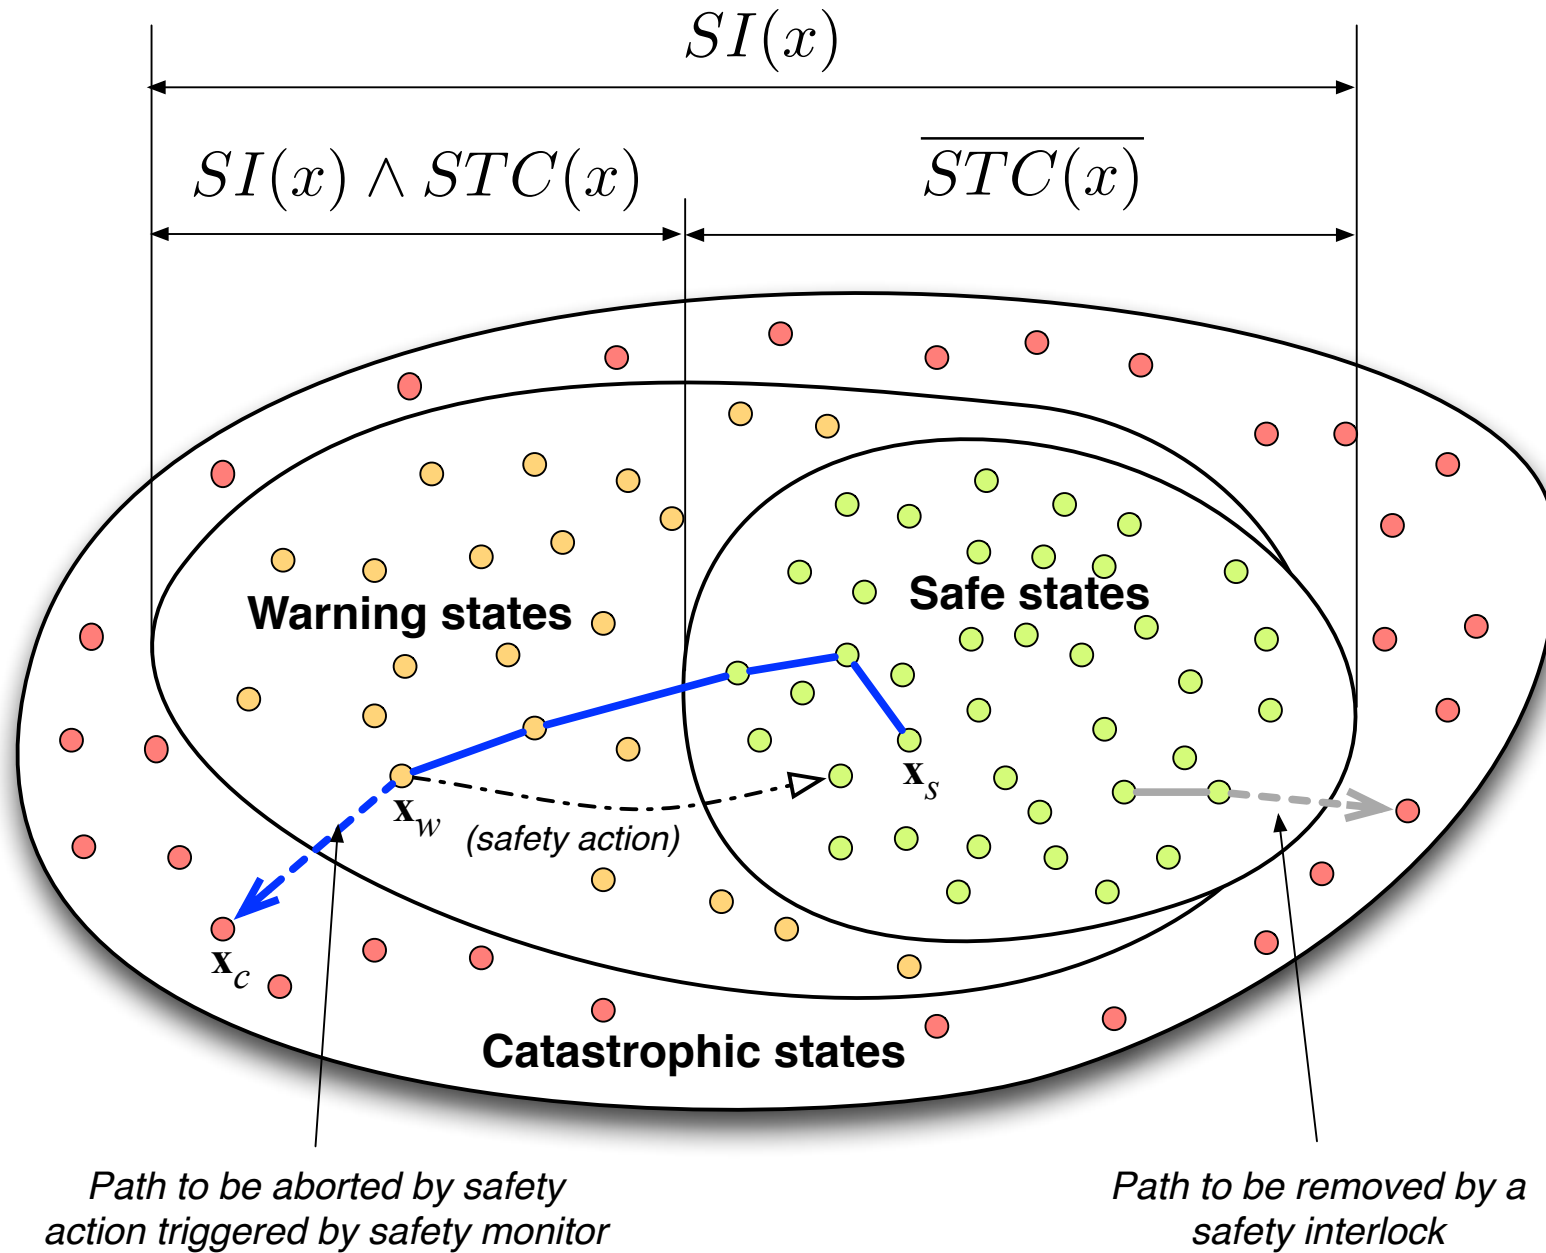 SI(x)
SI(x) ∧ STC(x)
\overline{STC(x)}
Warning states
Safe states
x_s
x_w
(safety action)
x_c
Catastrophic states
Path to be aborted by safety
action triggered by safety monitor
Path to be removed by a
safety interlock